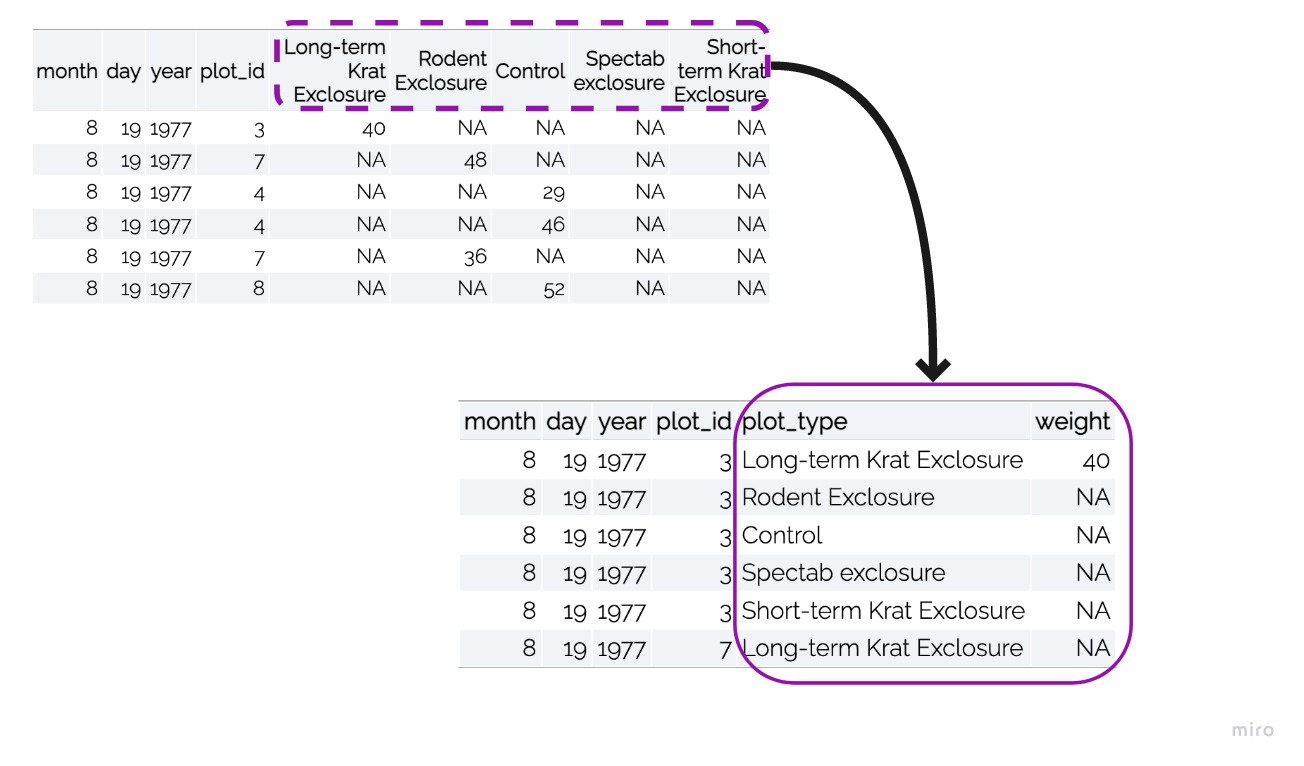 month day year plot_id Long-term Krat Exclosure Rodent Exclosure Control Spectab exclosure Short-term Krat Exclosure
8 19 1977 3 40 NA NA NA NA
8 19 1977 7 NA 48 NA NA NA
8 19 1977 4 NA NA 29 NA NA
8 19 1977 4 NA NA 46 NA NA
8 19 1977 7 NA 36 NA NA NA
8 19 1977 8 NA NA 52 NA NA
month day year plot_id plot_type weight
8 19 1977 3 Long-term Krat Exclosure 40
8 19 1977 3 Rodent Exclosure NA
8 19 1977 3 Control NA
8 19 1977 3 Spectab exclosure NA
8 19 1977 3 Short-term Krat Exclosure NA
8 19 1977 7 Long-term Krat Exclosure NA
miro